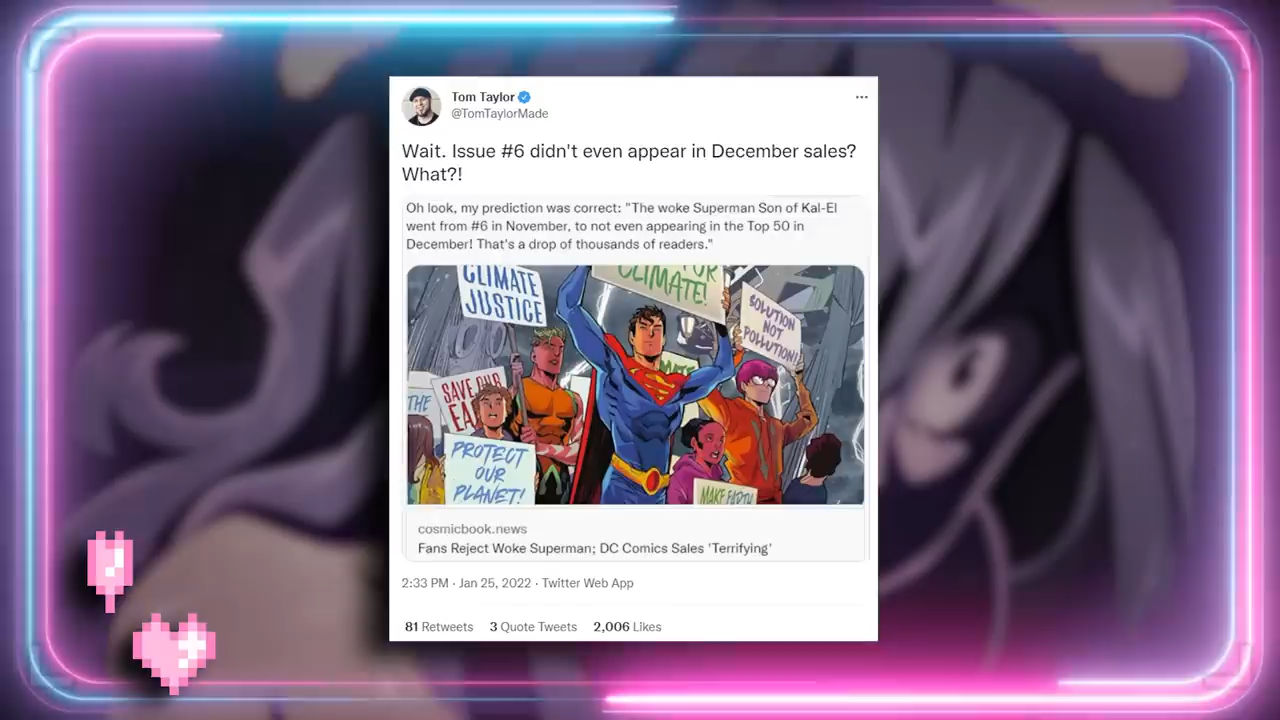 Tom Taylor
@TomTaylorMade
Wait. Issue #6 didn't even appear in December sales?
What?!
Oh look, my prediction was correct: "The woke Superman Son of Kal-El
went from #6 in November, to not even appearing in the Top 50 in
December! That's a drop of thousands of readers."
CLIMATE
JUSTICE
FOR
CLIMATE!
SOLUTION
NOT
POLLUTION!
SAVE OUR
THE
PROTECT
OUR
PLANET!
MAKE EARTH
cosmicbook.news
Fans Reject Woke Superman; DC Comics Sales 'Terrifying'
2:33 PM · Jan 25, 2022 · Twitter Web App
81 Retweets 3 Quote Tweets 2,006 Likes